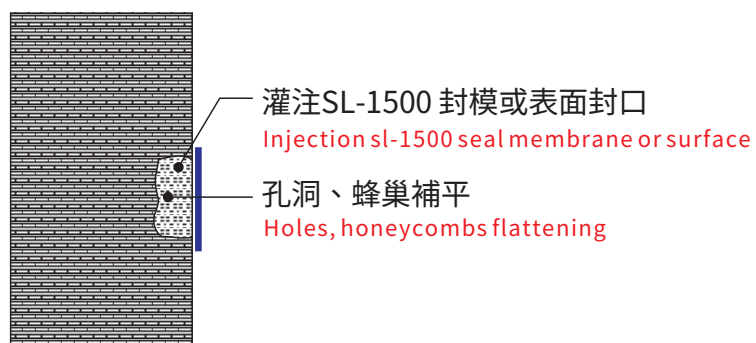 灌注SL-1500 封模或表面封口
Injection sl-1500 seal membrane or surface
孔洞、蜂巢補平
Holes, honeycombs flattening